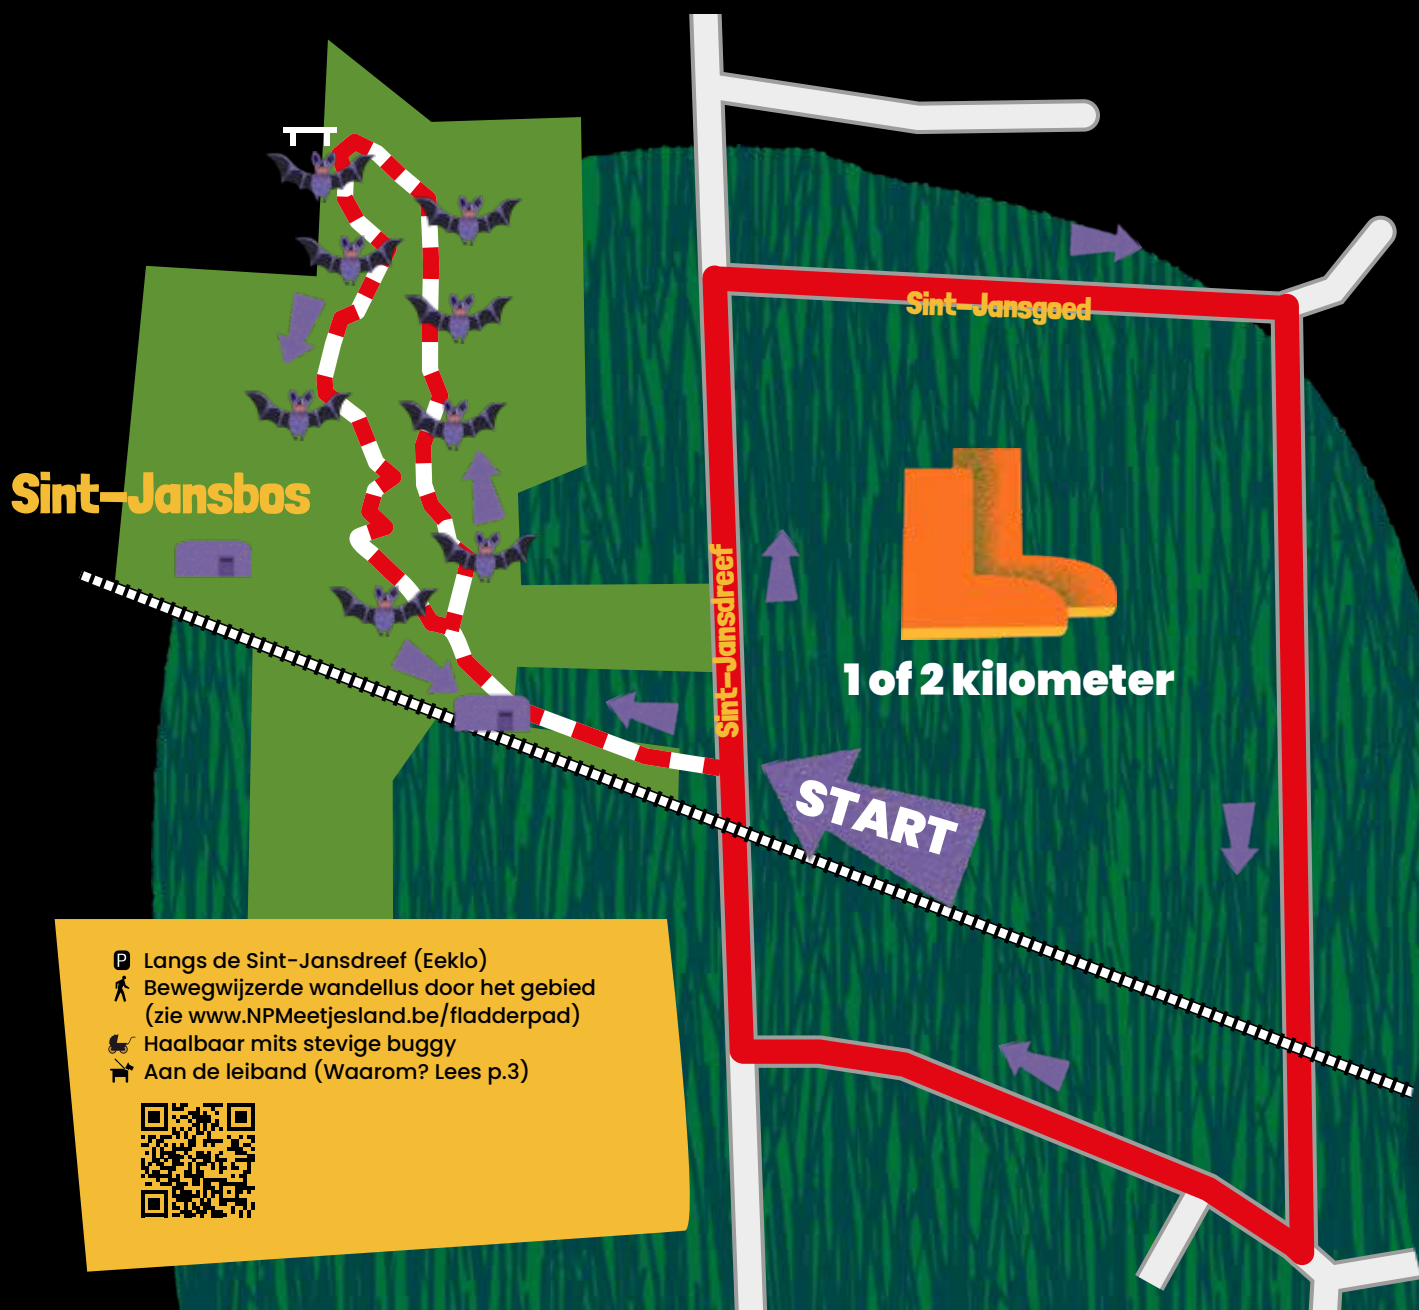 Sint-Jansgoed
Sint-Jansbos
Sint-Jansdreef
1 of 2 kilometer
START
P Langs de Sint-Jansdreef (Eeklo)
Bewegwijzerde wandellus door het gebied
(zie www.NPMeetjesland.be/fladderpad)
Haalbaar mits stevige buggy
Aan de leiband (Waarom? Lees p.3)